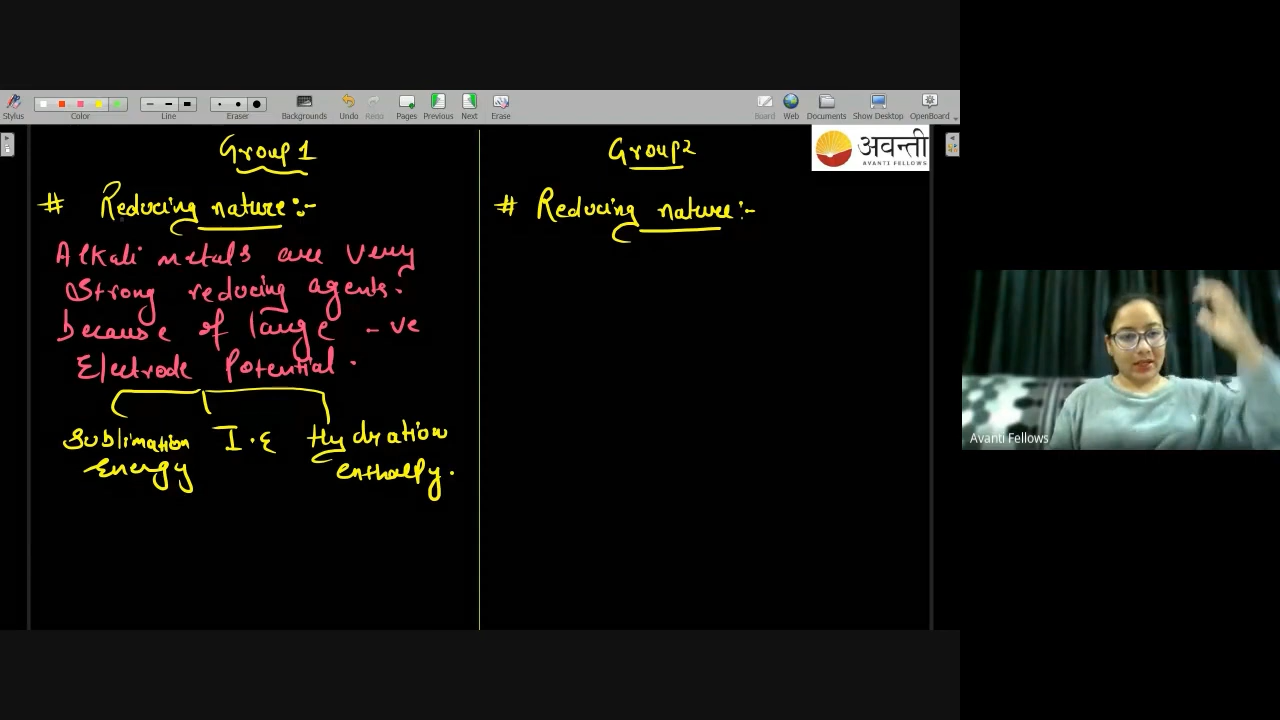 Stylus
Color
Line
Eraser
Backgrounds
Undo
Redo
Pages
Previous
Next
Erase
Board
Web
Documents
Show Desktop
OpenBoard
Group 1
# Reducing nature :-
Alkali metals are very
Strong reducing agents.
because of large -ve
Electrode Potential.
Sublimation Energy
I.E
Hydration enthalpy.
Group 2
# Reducing nature :-
अवन्ती
AVANTI FELLOWS
Avanti Fellows